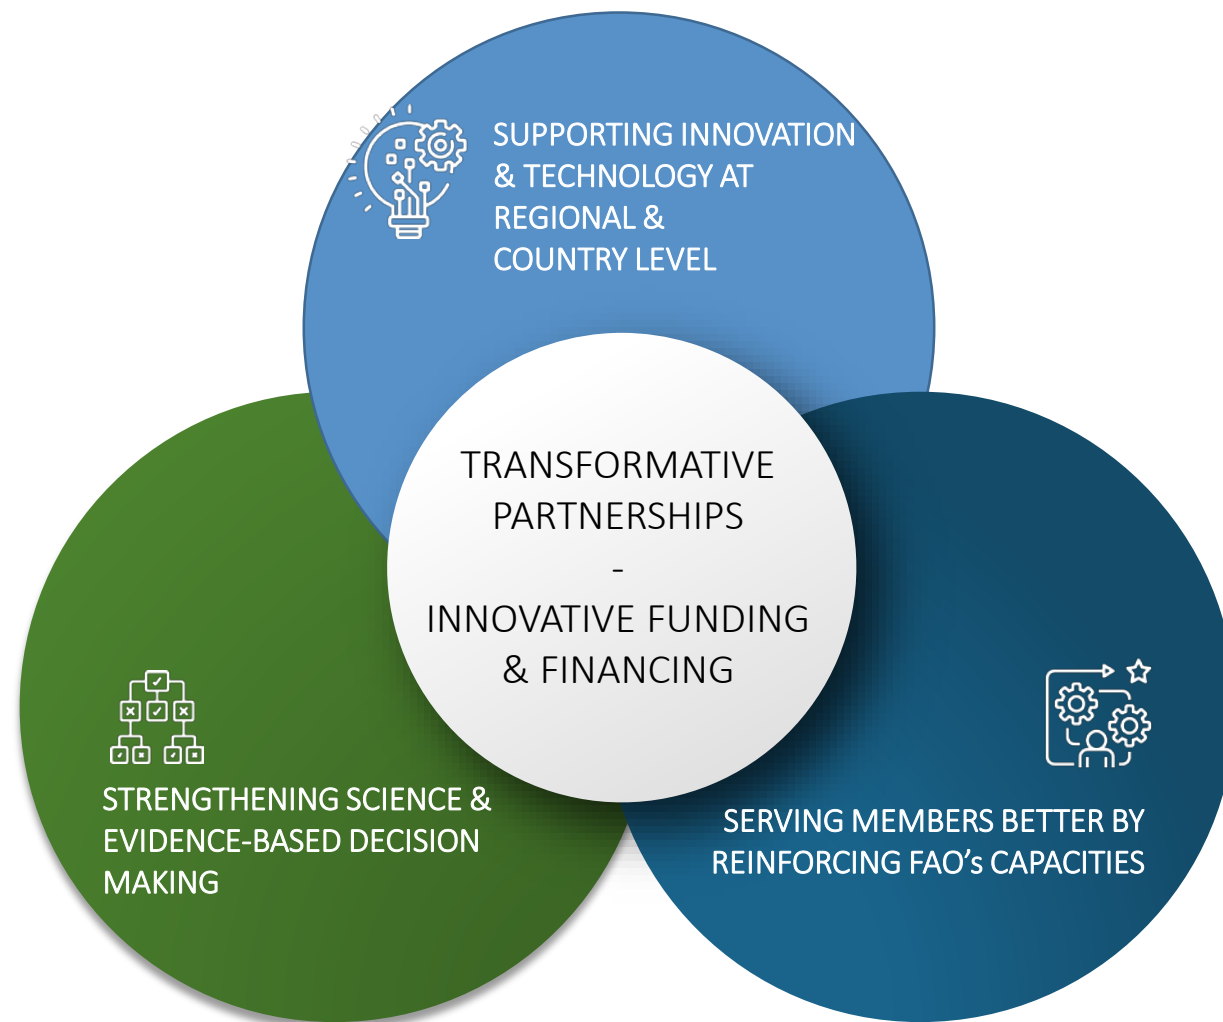 SUPPORTING INNOVATION
& TECHNOLOGY AT
REGIONAL &
COUNTRY LEVEL
TRANSFORMATIVE
PARTNERSHIPS
-
INNOVATIVE FUNDING
& FINANCING
STRENGTHENING SCIENCE &
EVIDENCE-BASED DECISION
MAKING
SERVING MEMBERS BETTER BY
REINFORCING FAO's CAPACITIES